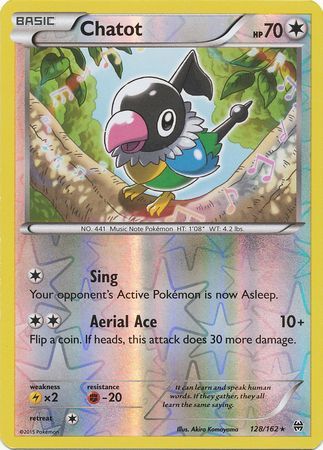 BASIC
Chatot HP 70
NO. 441 Music Note Pokémon HT: 1'08" WT: 4.2 lbs.
Sing
Your opponent's Active Pokémon is now Asleep.
Aerial Ace 10+
Flip a coin. If heads, this attack does 30 more damage.
weakness resistance
×2 -20
retreat
It can learn and speak human
words. If they gather, they all
learn the same saying.
©2015 Pokémon Illus. Akira Komayama 128/162